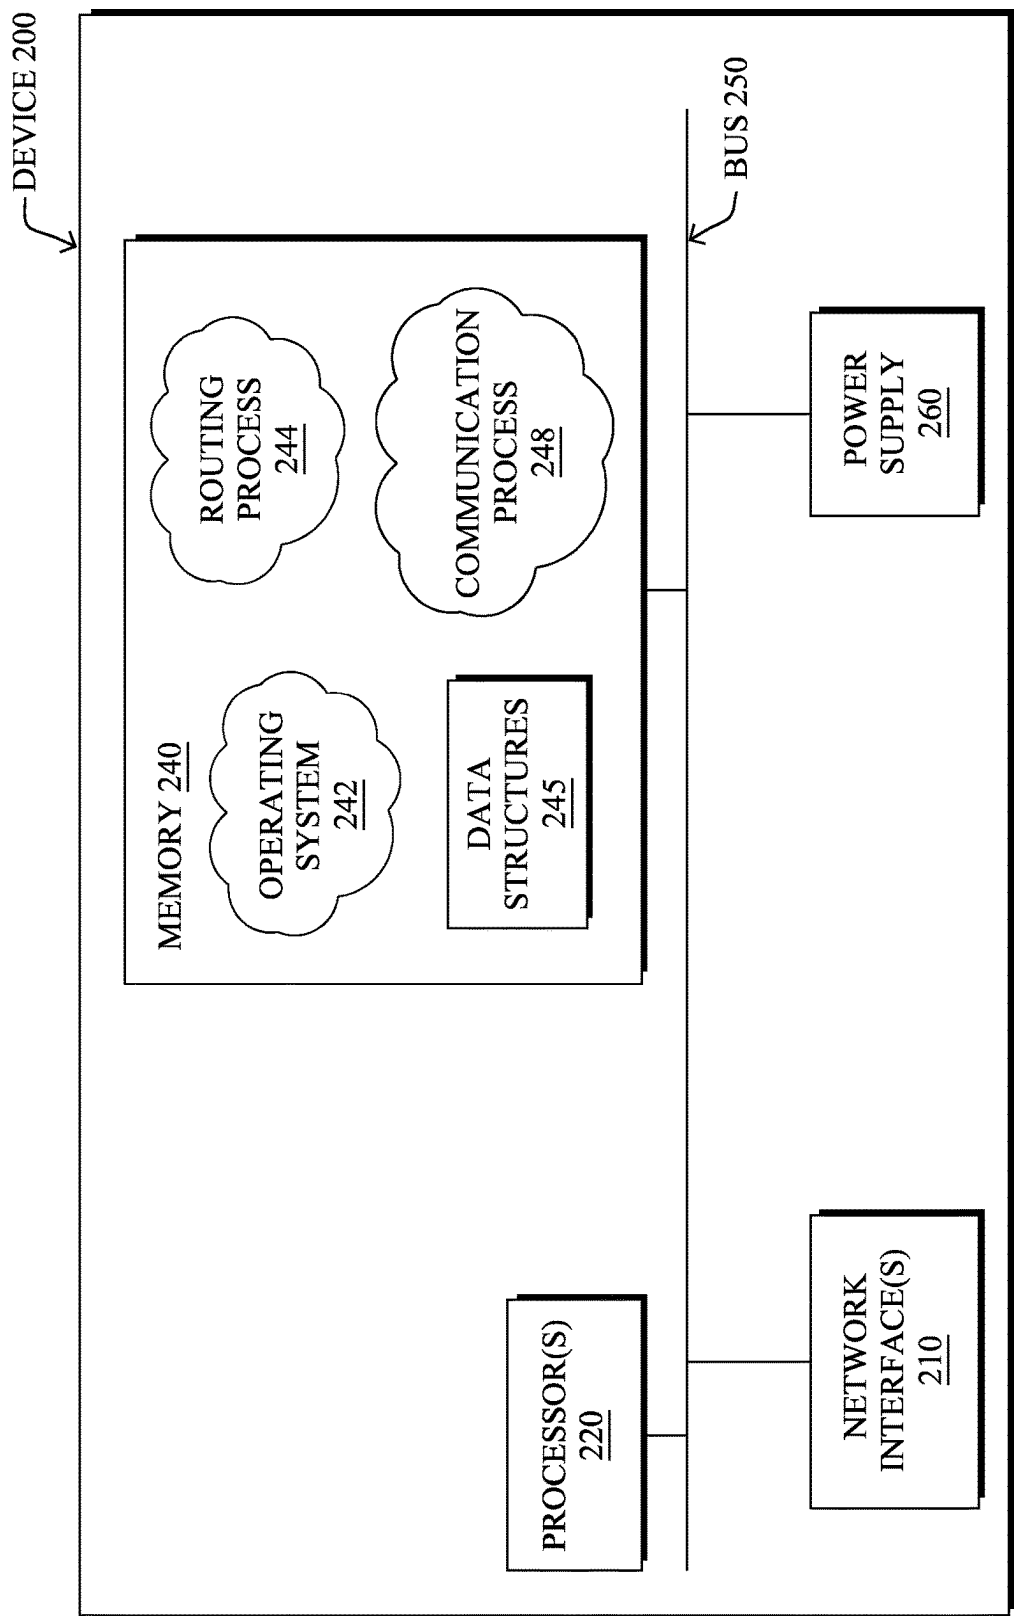 DEVICE 200
MEMORY 240
OPERATING
SYSTEM
242
ROUTING
PROCESS
244
DATA
STRUCTURES
245
COMMUNICATION
PROCESS
248
PROCESSOR(S)
220
BUS 250
NETWORK
INTERFACE(S)
210
POWER
SUPPLY
260